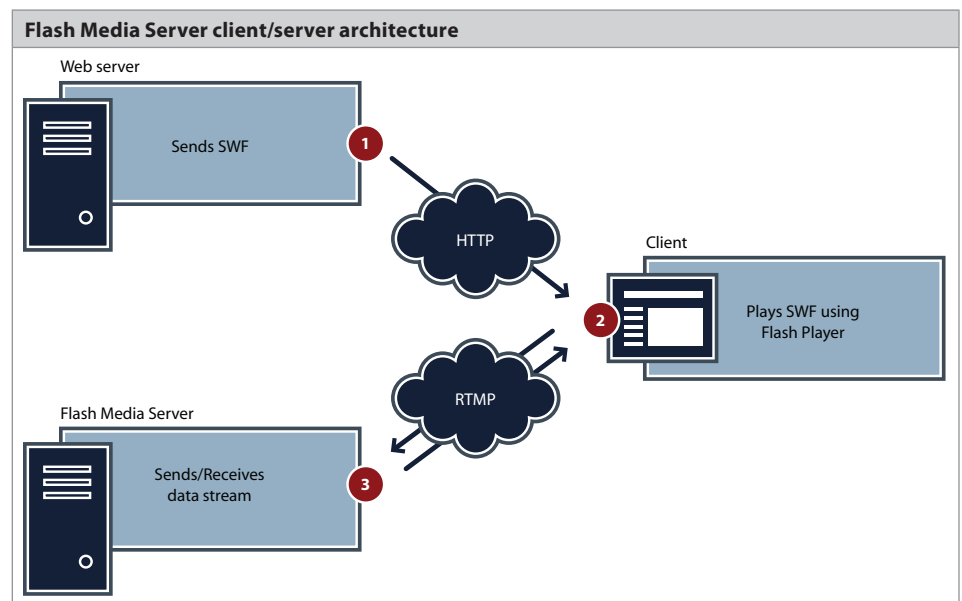 Flash Media Server client/server architecture
Web server
Sends SWF
1
HTTP
Client
2
Plays SWF using
Flash Player
RTMP
Flash Media Server
Sends/Receives
data stream
3